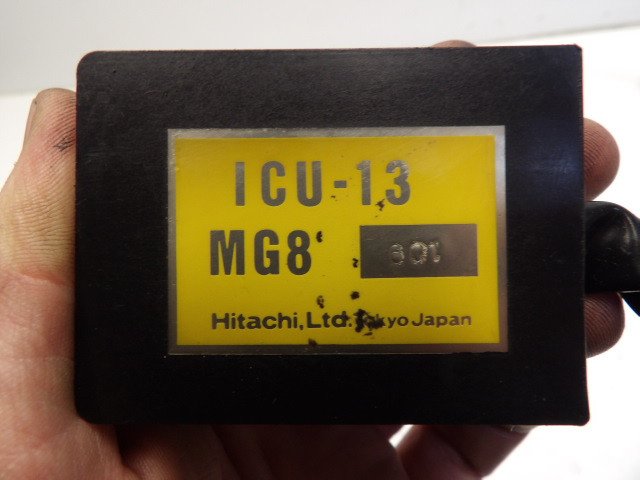 ICU-13
MG8
Hitachi, Ltd. Tokyo Japan